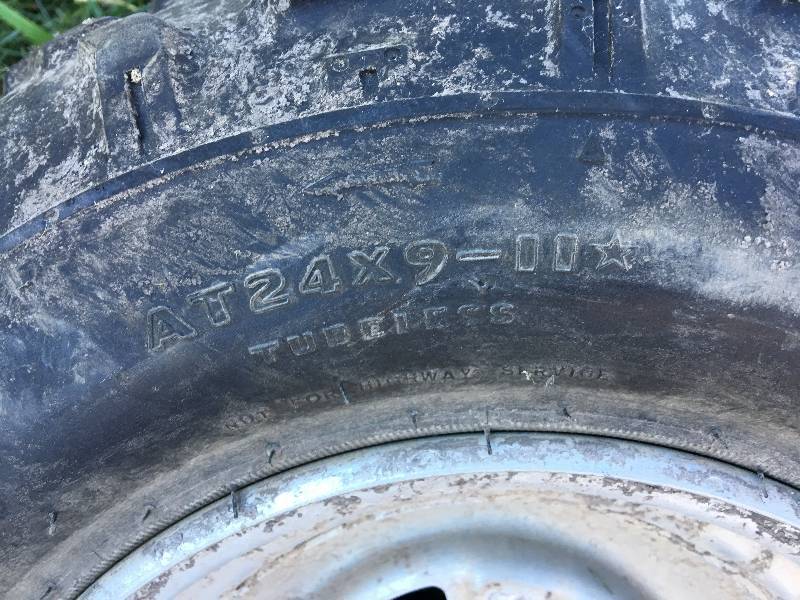 AT24X9-11☆
TUBELESS
NOT FOR HIGHWAY SERVICE